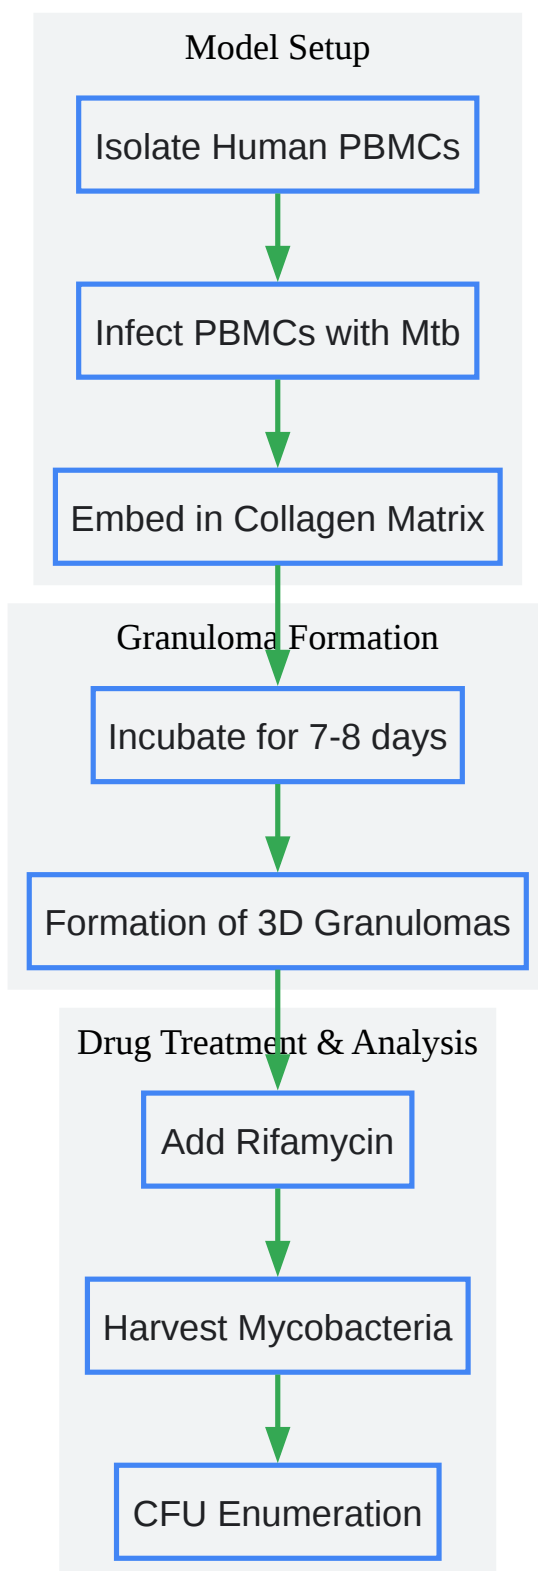 Model Setup
Isolate Human PBMCs
Infect PBMCs with Mtb
Embed in Collagen Matrix
Granuloma Formation
Incubate for 7-8 days
Formation of 3D Granulomas
Drug Treatment & Analysis
Add Rifamycin
Harvest Mycobacteria
CFU Enumeration